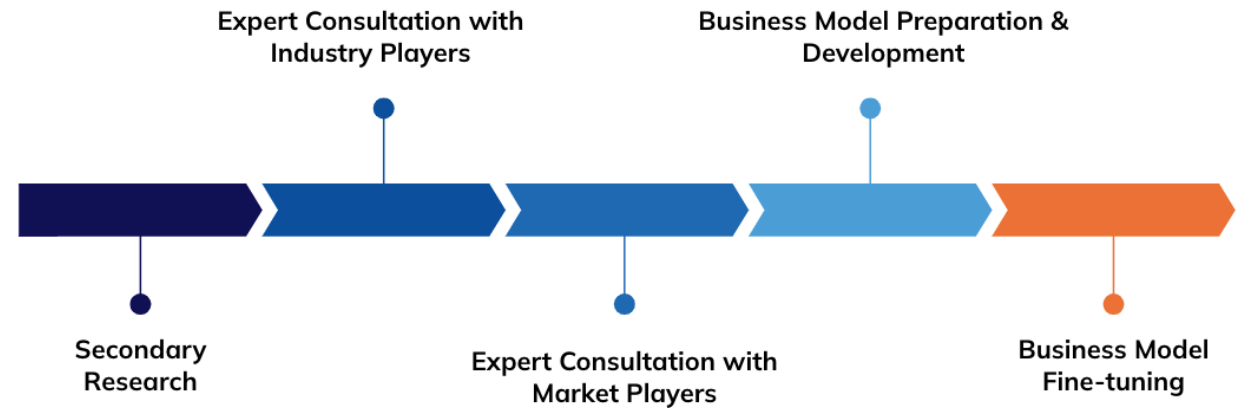 Expert Consultation with
Industry Players
Business Model Preparation &
Development
Secondary
Research
Expert Consultation with
Market Players
Business Model
Fine-tuning